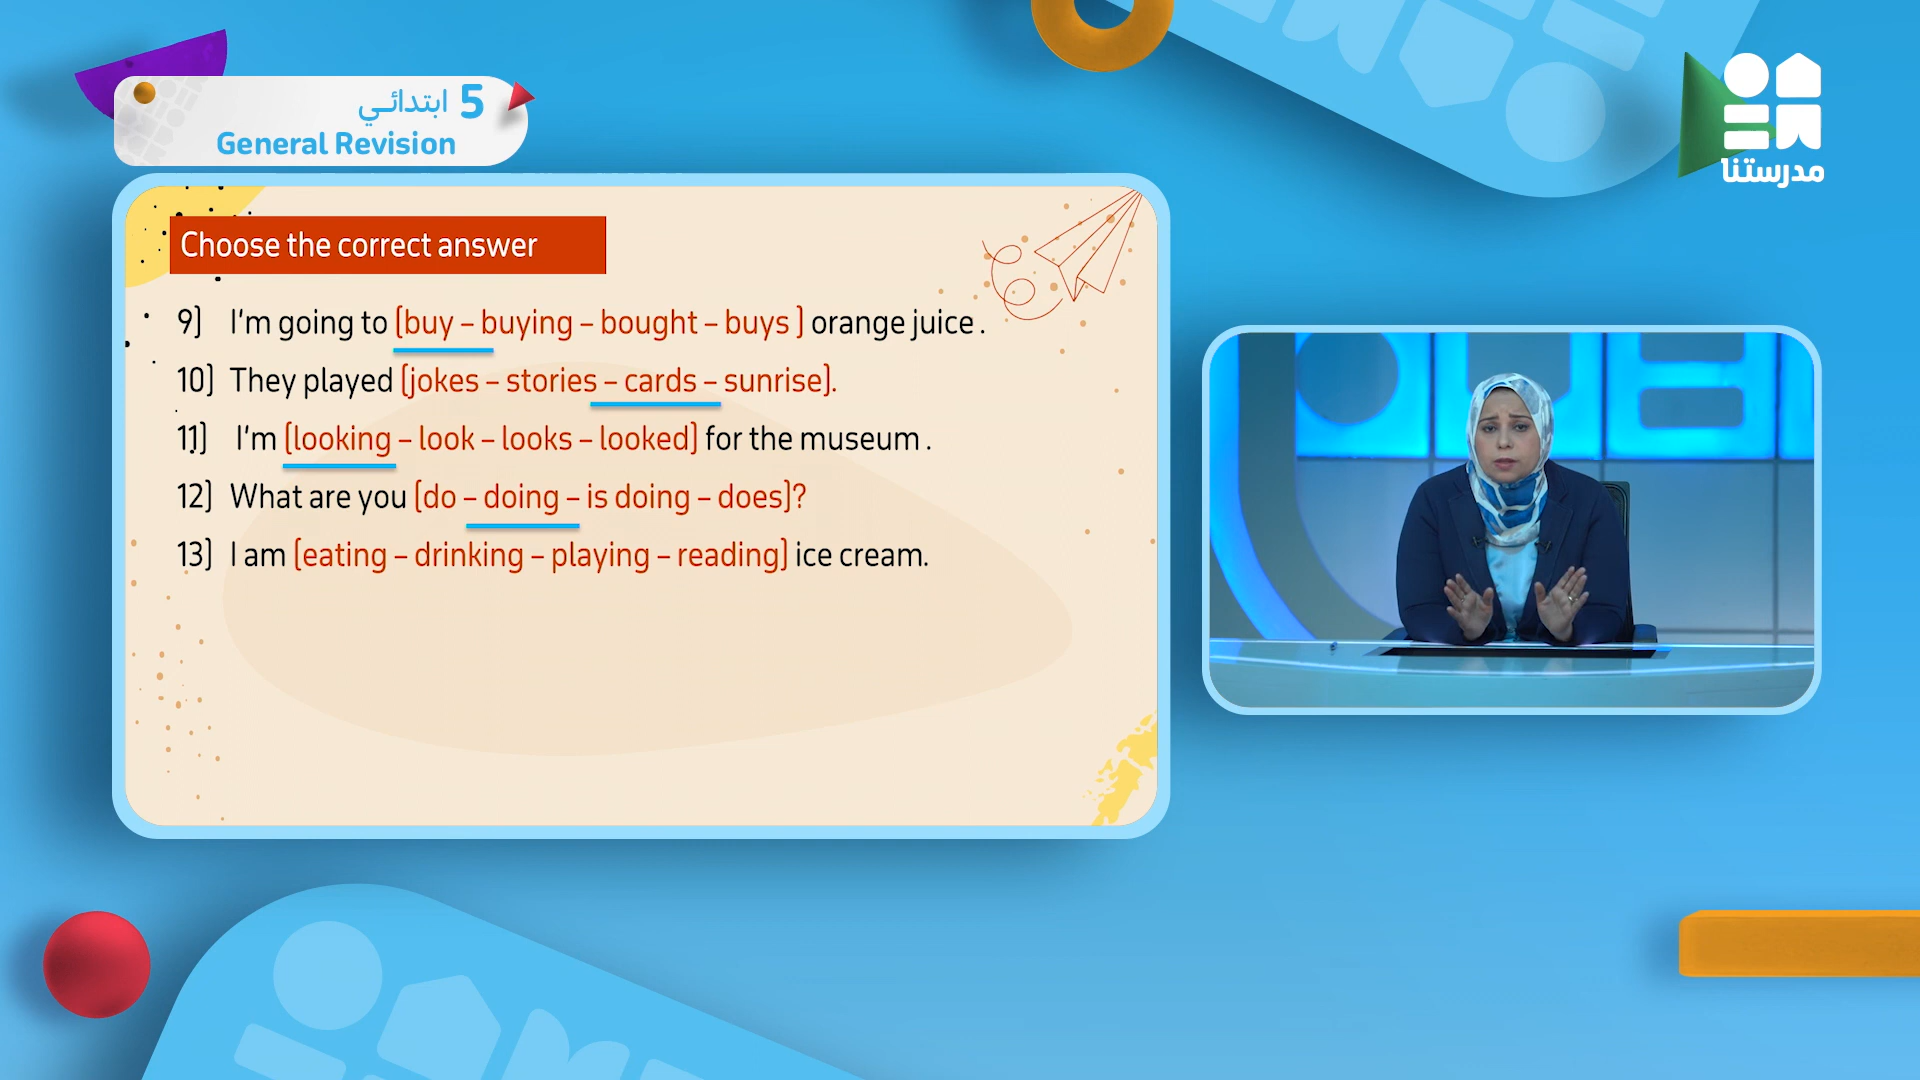 5 ابتدائي
General Revision
مدرستنا
Choose the correct answer
9) I'm going to (buy – buying – bought – buys ) orange juice .
10) They played (jokes – stories – cards – sunrise).
11) I'm (looking – look – looks – looked) for the museum .
12) What are you (do – doing – is doing – does)?
13) I am (eating – drinking – playing – reading) ice cream.